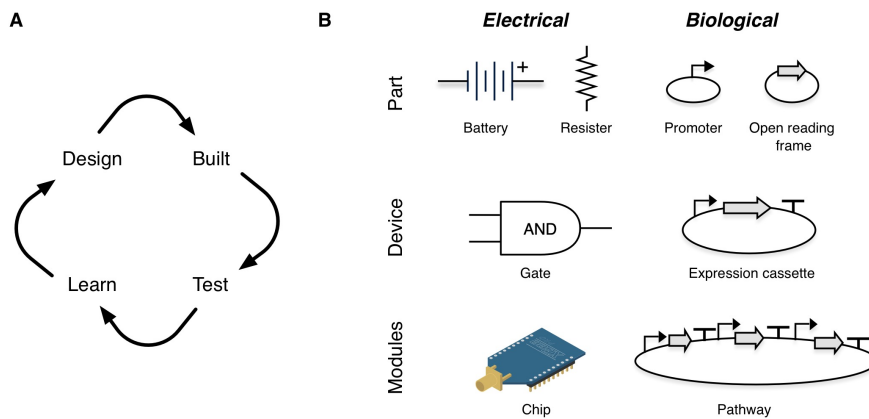 A
Design
Built
Learn
Test
B
Electrical
Biological
Part
+
Battery
Resister
Promoter
Open reading
frame
Device
AND
Gate
Expression cassette
Modules
Chip
Pathway